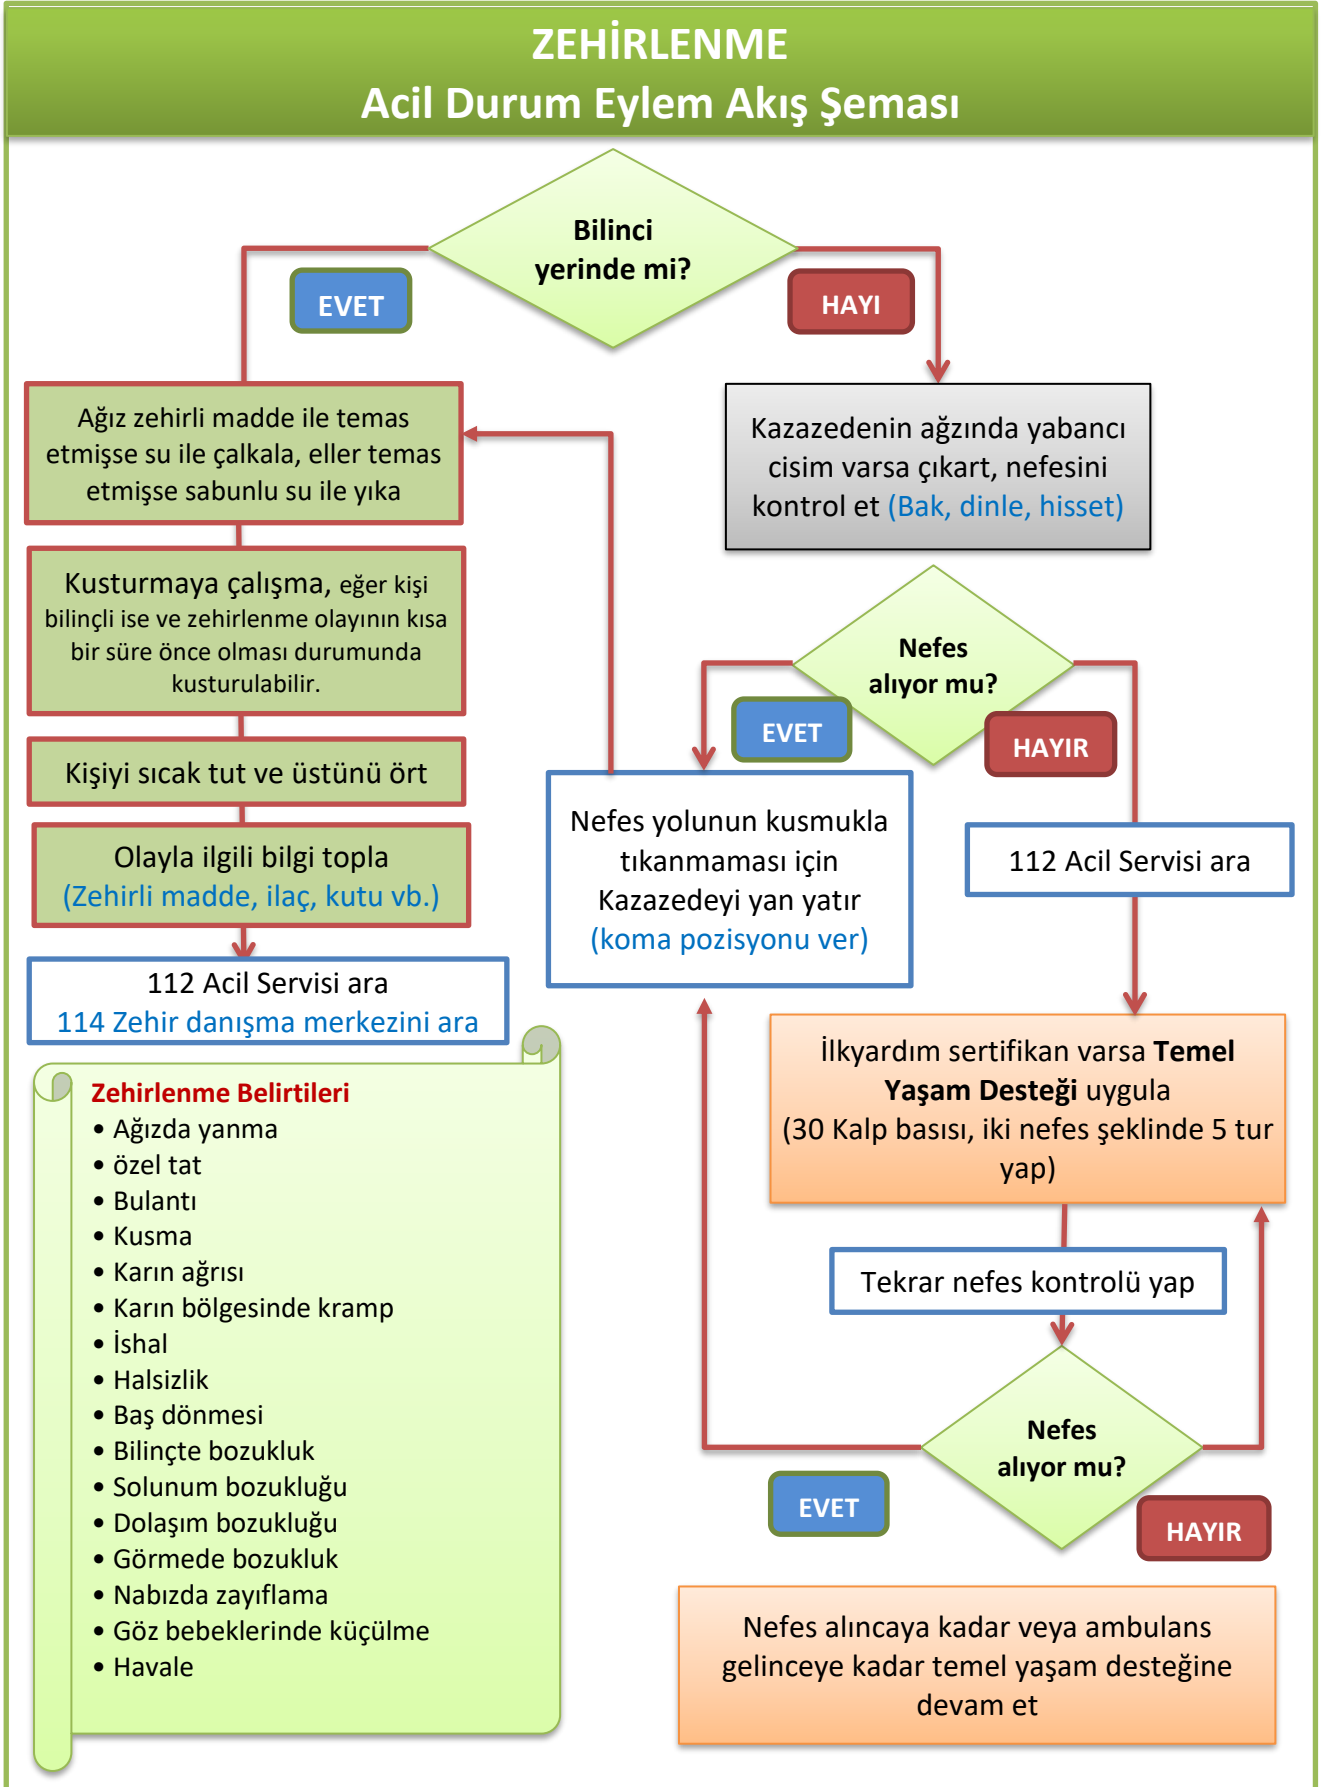 ZEHİRLENME
Acil Durum Eylem Akış Şeması
Bilinci
yerinde mi?
EVET
HAYI
Ağız zehirli madde ile temas
etmişse su ile çalkala, eller temas
etmişse sabunlu su ile yıka
Kusturmaya çalışma, eğer kişi
bilinçli ise ve zehirlenme olayının kısa
bir süre önce olması durumunda
kusturulabilir.
Kişiyi sıcak tut ve üstünü ört
Olayla ilgili bilgi topla
(Zehirli madde, ilaç, kutu vb.)
112 Acil Servisi ara
114 Zehir danışma merkezini ara
Kazazedenin ağzında yabancı
cisim varsa çıkart, nefesini
kontrol et (Bak, dinle, hisset)
Nefes
alıyor mu?
EVET
HAYIR
Nefes yolunun kusmukla
tıkanmaması için
Kazazedeyi yan yatır
(koma pozisyonu ver)
112 Acil Servisi ara
İlkyardım sertifikan varsa Temel
Yaşam Desteği uygula
(30 Kalp basısı, iki nefes şeklinde 5 tur
yap)
Tekrar nefes kontrolü yap
Nefes
alıyor mu?
EVET
HAYIR
Nefes alıncaya kadar veya ambulans
gelinceye kadar temel yaşam desteğine
devam et
Zehirlenme Belirtileri
• Ağızda yanma
• özel tat
• Bulantı
• Kusma
• Karın ağrısı
• Karın bölgesinde kramp
• İshal
• Halsizlik
• Baş dönmesi
• Bilinçte bozukluk
• Solunum bozukluğu
• Dolaşım bozukluğu
• Görmede bozukluk
• Nabızda zayıflama
• Göz bebeklerinde küçülme
• Havale